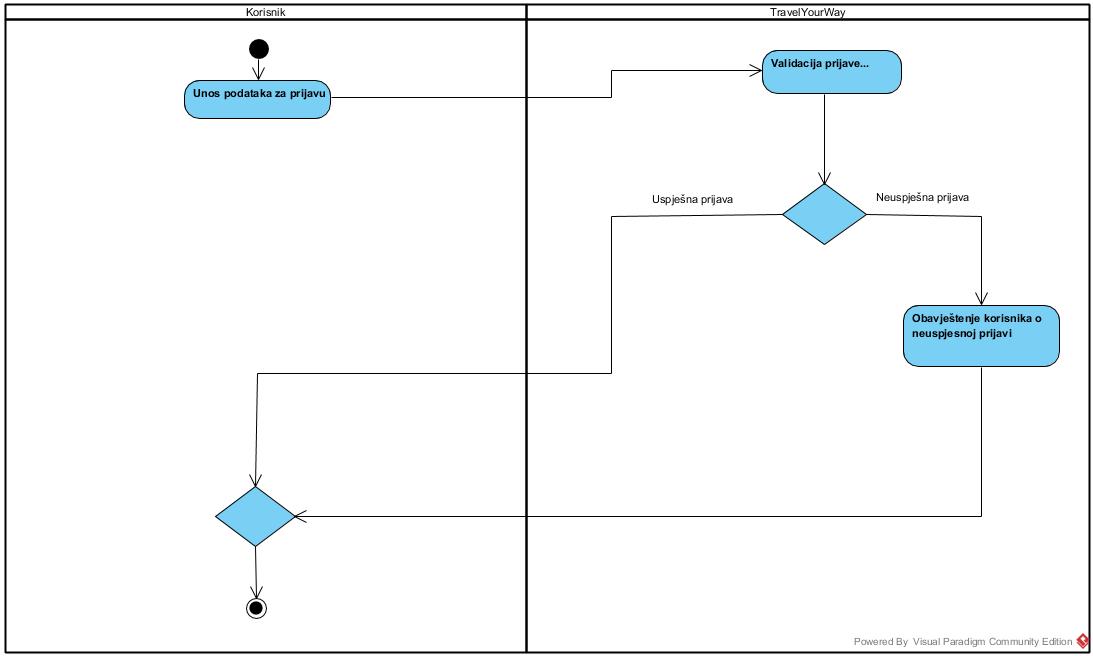 Korisnik
TravelYourWay
Unos podataka za prijavu
Validacija prijave...
Uspješna prijava
Neuspješna prijava
Obavještenje korisnika o
neuspjesnoj prijavi
Powered By Visual Paradigm Community Edition